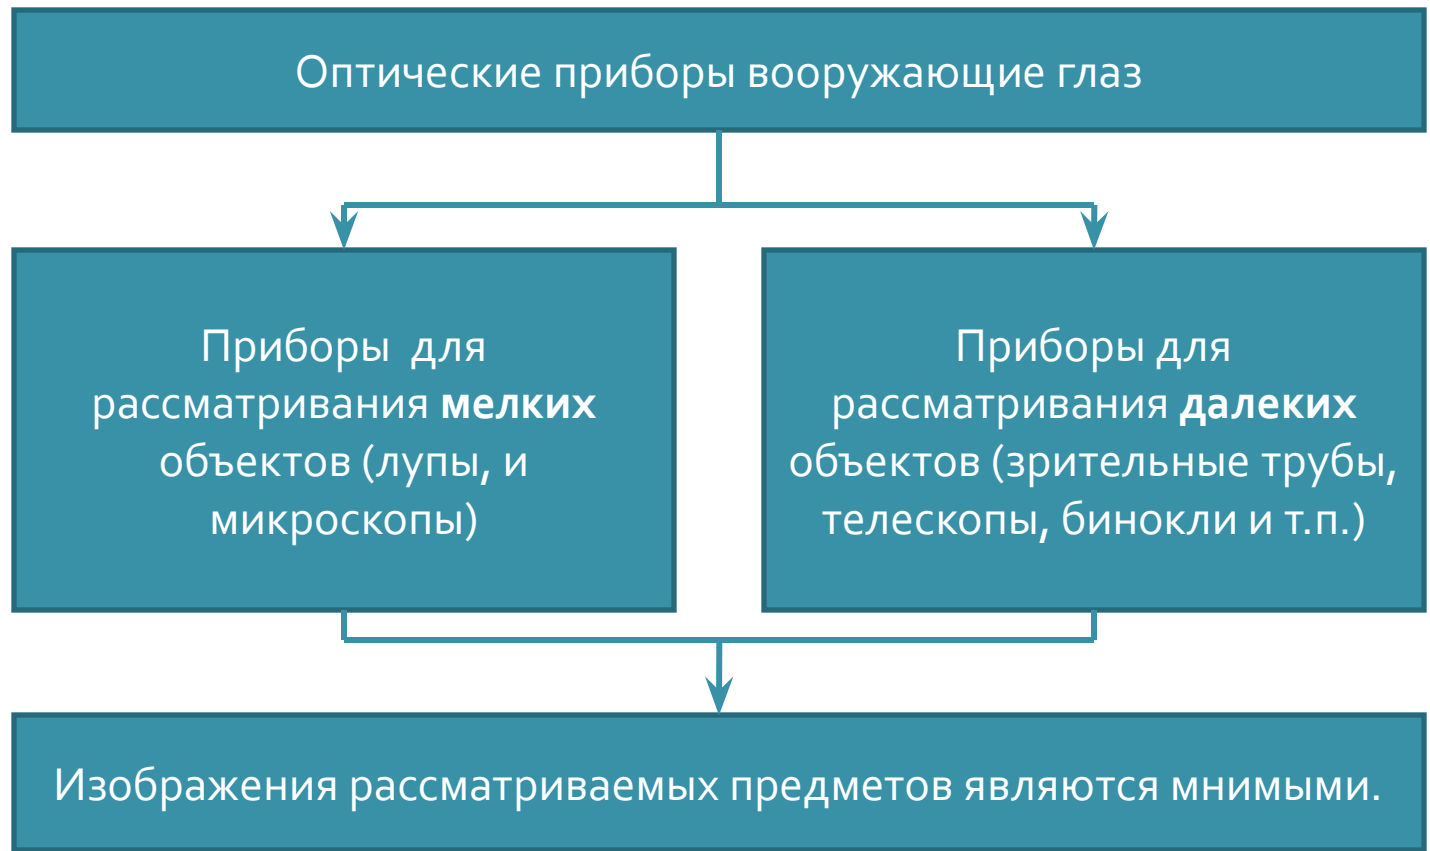 Оптические приборы вооружающие глаз
Приборы для
рассматривания мелких
объектов (лупы, и
микроскопы)
Приборы для
рассматривания далеких
объектов (зрительные трубы,
телескопы, бинокли и т.п.)
Изображения рассматриваемых предметов являются мнимыми.